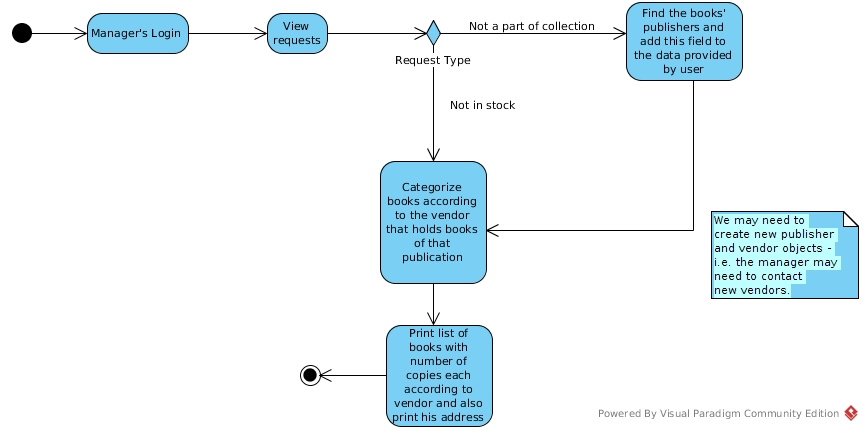 Manager's Login
View
requests
Not a part of collection
Find the books'
publishers and
add this field to
the data provided
by user
Request Type
Not in stock
Categorize
books according
to the vendor
that holds books
of that
publication
We may need to
create new publisher
and vendor objects -
i.e. the manager may
need to contact
new vendors.
Print list of
books with
number of
copies each
according to
vendor and also
print his address
Powered By Visual Paradigm Community Edition